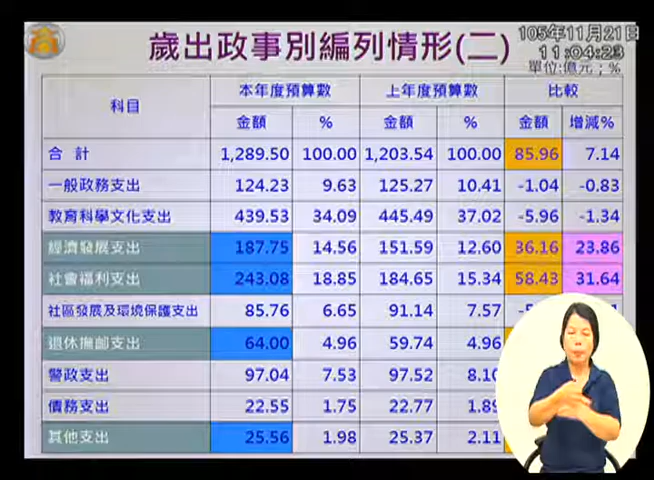 歲出政事別編列情形(二)
105年11月21日
11:04:23
單位:億元；%
科目 本年度預算數 上年度預算數 比較
金額 % 金額 % 金額 增減%
合 計 1,289.50 100.00 1,203.54 100.00 85.96 7.14
一般政務支出 124.23 9.63 125.27 10.41 -1.04 -0.83
教育科學文化支出 439.53 34.09 445.49 37.02 -5.96 -1.34
經濟發展支出 187.75 14.56 151.59 12.60 36.16 23.86
社會福利支出 243.08 18.85 184.65 15.34 58.43 31.64
社區發展及環境保護支出 85.76 6.65 91.14 7.57
退休撫卹支出 64.00 4.96 59.74 4.96
警政支出 97.04 7.53 97.52 8.10
債務支出 22.55 1.75 22.77 1.89
其他支出 25.56 1.98 25.37 2.11